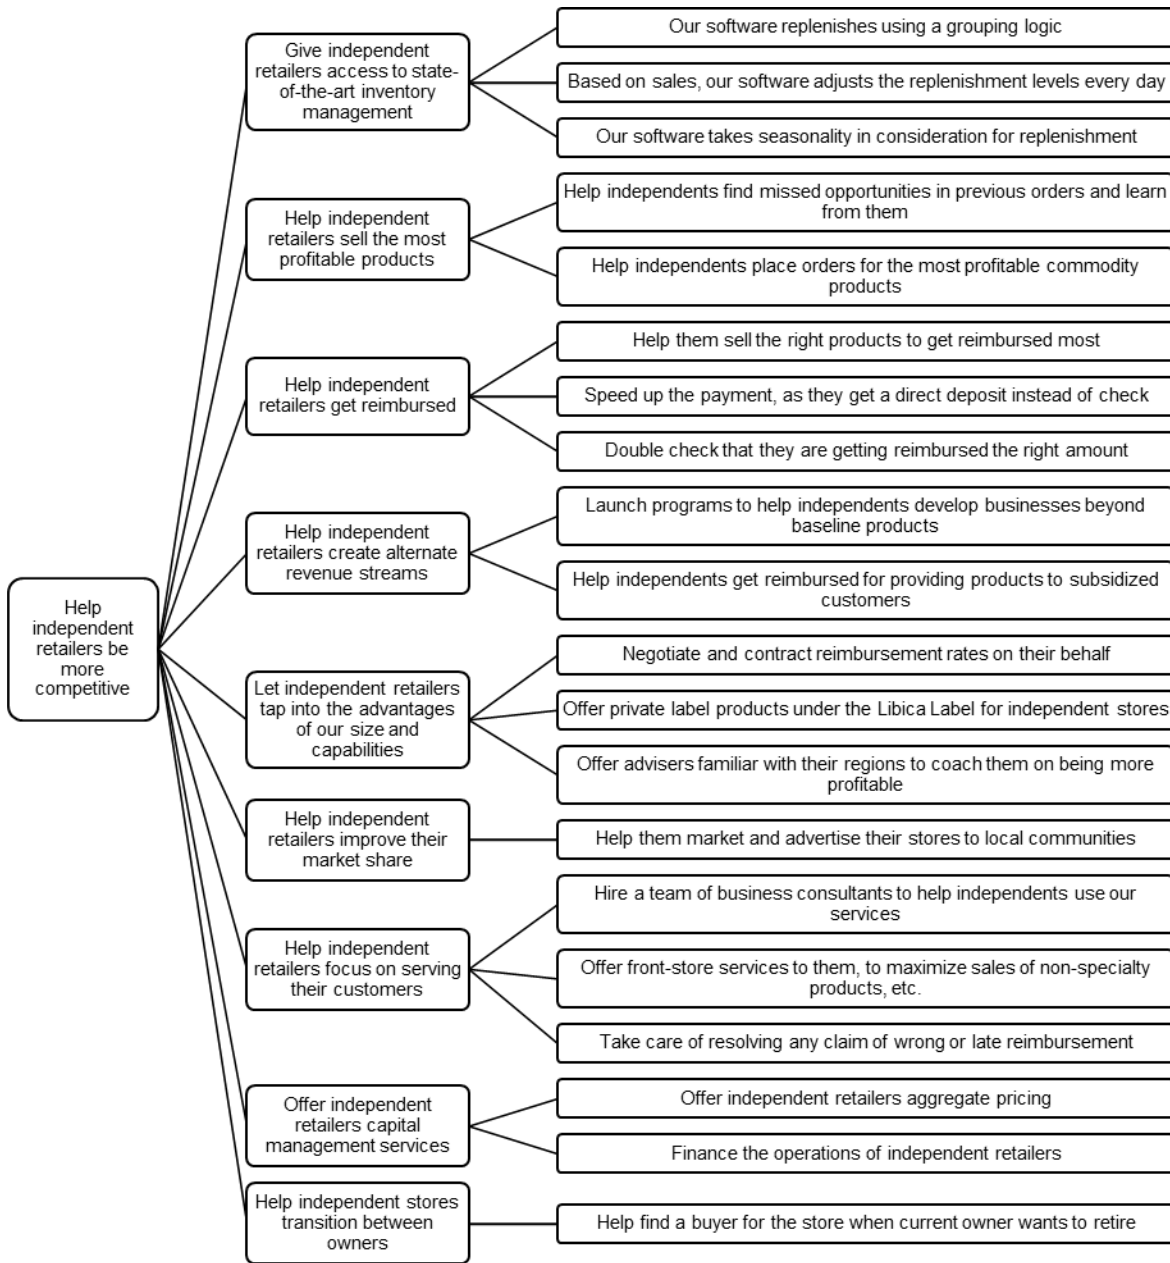 Help
independent
retailers be
more
competitive
Give independent
retailers access to state-
of-the-art inventory
management
Our software replenishes using a grouping logic
Based on sales, our software adjusts the replenishment levels every day
Our software takes seasonality in consideration for replenishment
Help independent
retailers sell the most
profitable products
Help independents find missed opportunities in previous orders and learn
from them
Help independents place orders for the most profitable commodity
products
Help independent
retailers get reimbursed
Help them sell the right products to get reimbursed most
Speed up the payment, as they get a direct deposit instead of check
Double check that they are getting reimbursed the right amount
Help independent
retailers create alternate
revenue streams
Launch programs to help independents develop businesses beyond
baseline products
Help independents get reimbursed for providing products to subsidized
customers
Let independent retailers
tap into the advantages
of our size and
capabilities
Negotiate and contract reimbursement rates on their behalf
Offer private label products under the Libica Label for independent stores
Offer advisers familiar with their regions to coach them on being more
profitable
Help independent
retailers improve their
market share
Help them market and advertise their stores to local communities
Help independent
retailers focus on serving
their customers
Hire a team of business consultants to help independents use our
services
Offer front-store services to them, to maximize sales of non-specialty
products, etc.
Take care of resolving any claim of wrong or late reimbursement
Offer independent
retailers capital
management services
Offer independent retailers aggregate pricing
Finance the operations of independent retailers
Help independent stores
transition between
owners
Help find a buyer for the store when current owner wants to retire